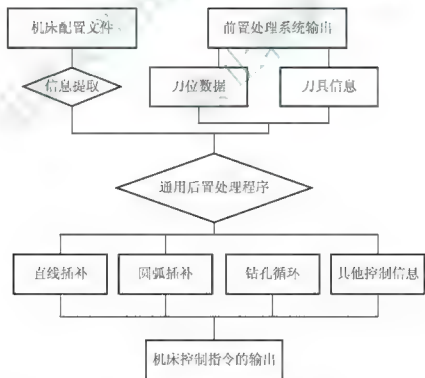 机床配置文件
前置处理系统输出
信息提取
刀位数据
刀具信息
通用后置处理程序
直线插补
圆弧插补
钻孔循环
其他控制信息
机床控制指令的输出